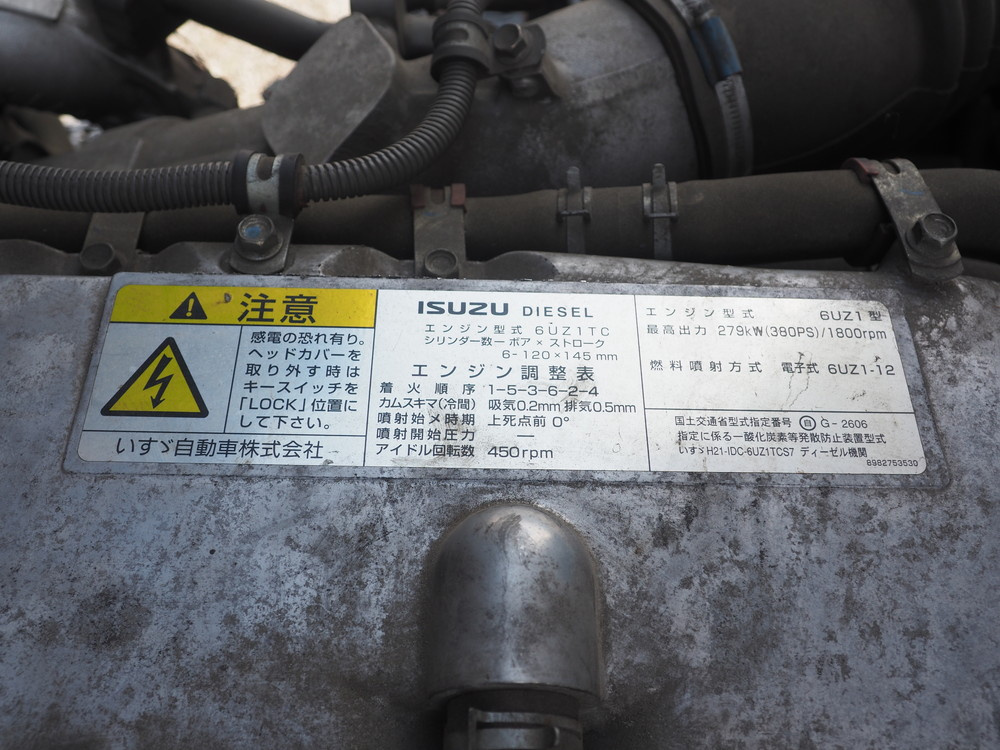 注意
感電の恐れ有り。
ヘッドカバーを
取り外す時は
キースイッチを
「LOCK」位置に
して下さい。
いすゞ自動車株式会社
ISUZU DIESEL
エンジン型式 6UZ1TC
シリンダー数ーボア×ストローク
6-120×145mm
エンジン調整表
着火順序 1-5-3-6-2-4
カムスキマ(冷間) 吸気0.2mm 排気0.5mm
噴射始メ時期 上死点前 0°
噴射開始圧力 ―
アイドル回転数 450rpm
エンジン型式 6UZ1型
最高出力 279kW(380PS)/1800rpm
燃料噴射方式 電子式 6UZ1-12
国土交通省型式指定番号 自 G-2606
指定に係る一酸化炭素等発散防止装置型式
いすゞH21-IDC-6UZ1TCS7 ディーゼル機関
8982753530